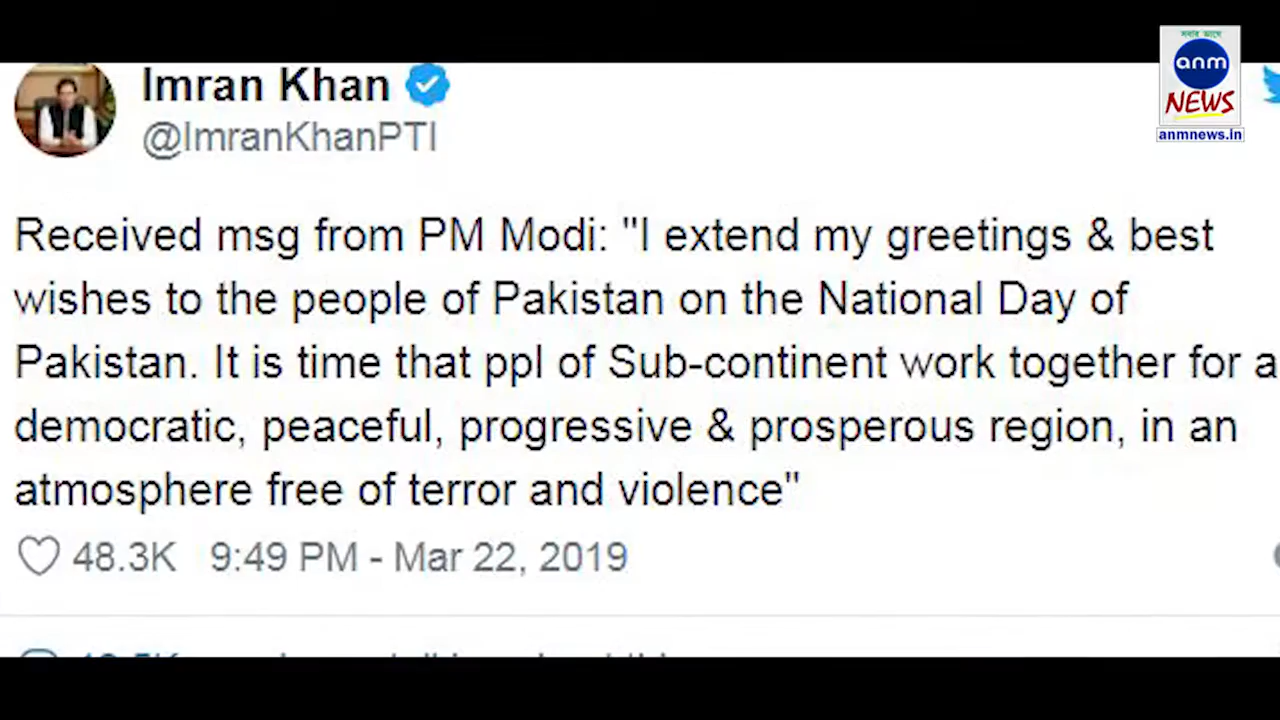 সবার আগে
anm
NEWS
anmnews.in
Imran Khan
@ImranKhanPTI
Received msg from PM Modi: "I extend my greetings & best
wishes to the people of Pakistan on the National Day of
Pakistan. It is time that ppl of Sub-continent work together for a
democratic, peaceful, progressive & prosperous region, in an
atmosphere free of terror and violence"
48.3K 9:49 PM - Mar 22, 2019